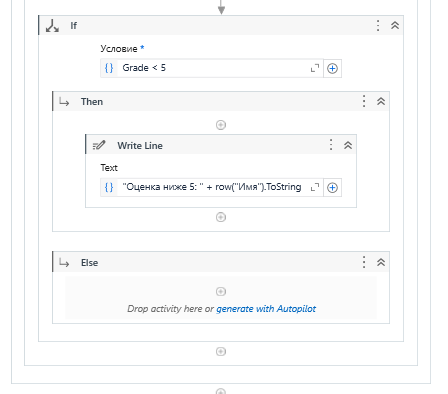 If
Условие *
{} Grade < 5
Then
Write Line
Text
{} "Оценка ниже 5: " + row("Имя").ToString
Else
Drop activity here or generate with Autopilot